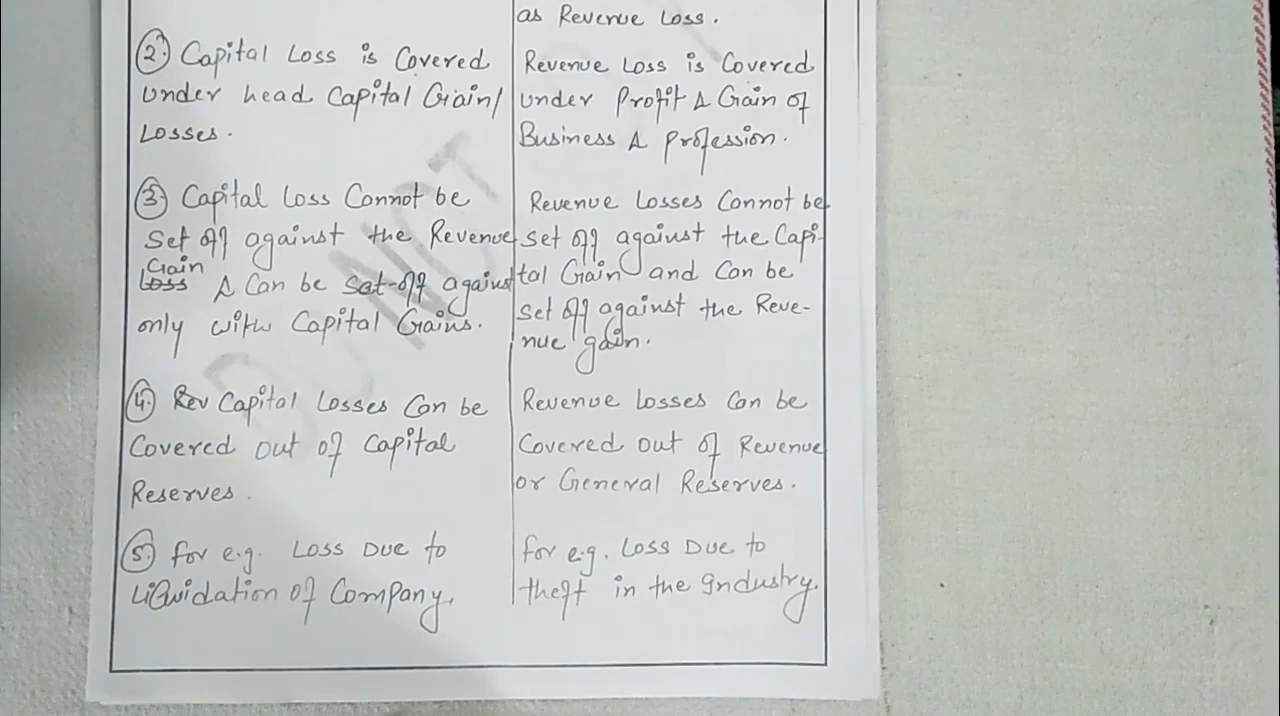 as Revenue Loss.
② Capital Loss is Covered
Under head Capital Gain/
Losses.
Revenue Loss is Covered
under Profit & Gain of
Business & Profession.
③ Capital Loss Cannot be
Set off against the Revenue
Gain
Loss & Can be Set-off against
only with Capital Gains.
Revenue Losses Cannot be
set off against the Capi-
tal Gain and Can be
set off against the Reve-
nue gain.
④ Rev Capital Losses Can be
Covered out of Capital
Reserves.
Revenue losses Can be
Covered out of Revenue
or General Reserves.
⑤ for e.g. Loss Due to
Liquidation of Company.
for e.g. Loss Due to
theft in the Industry.
NOT